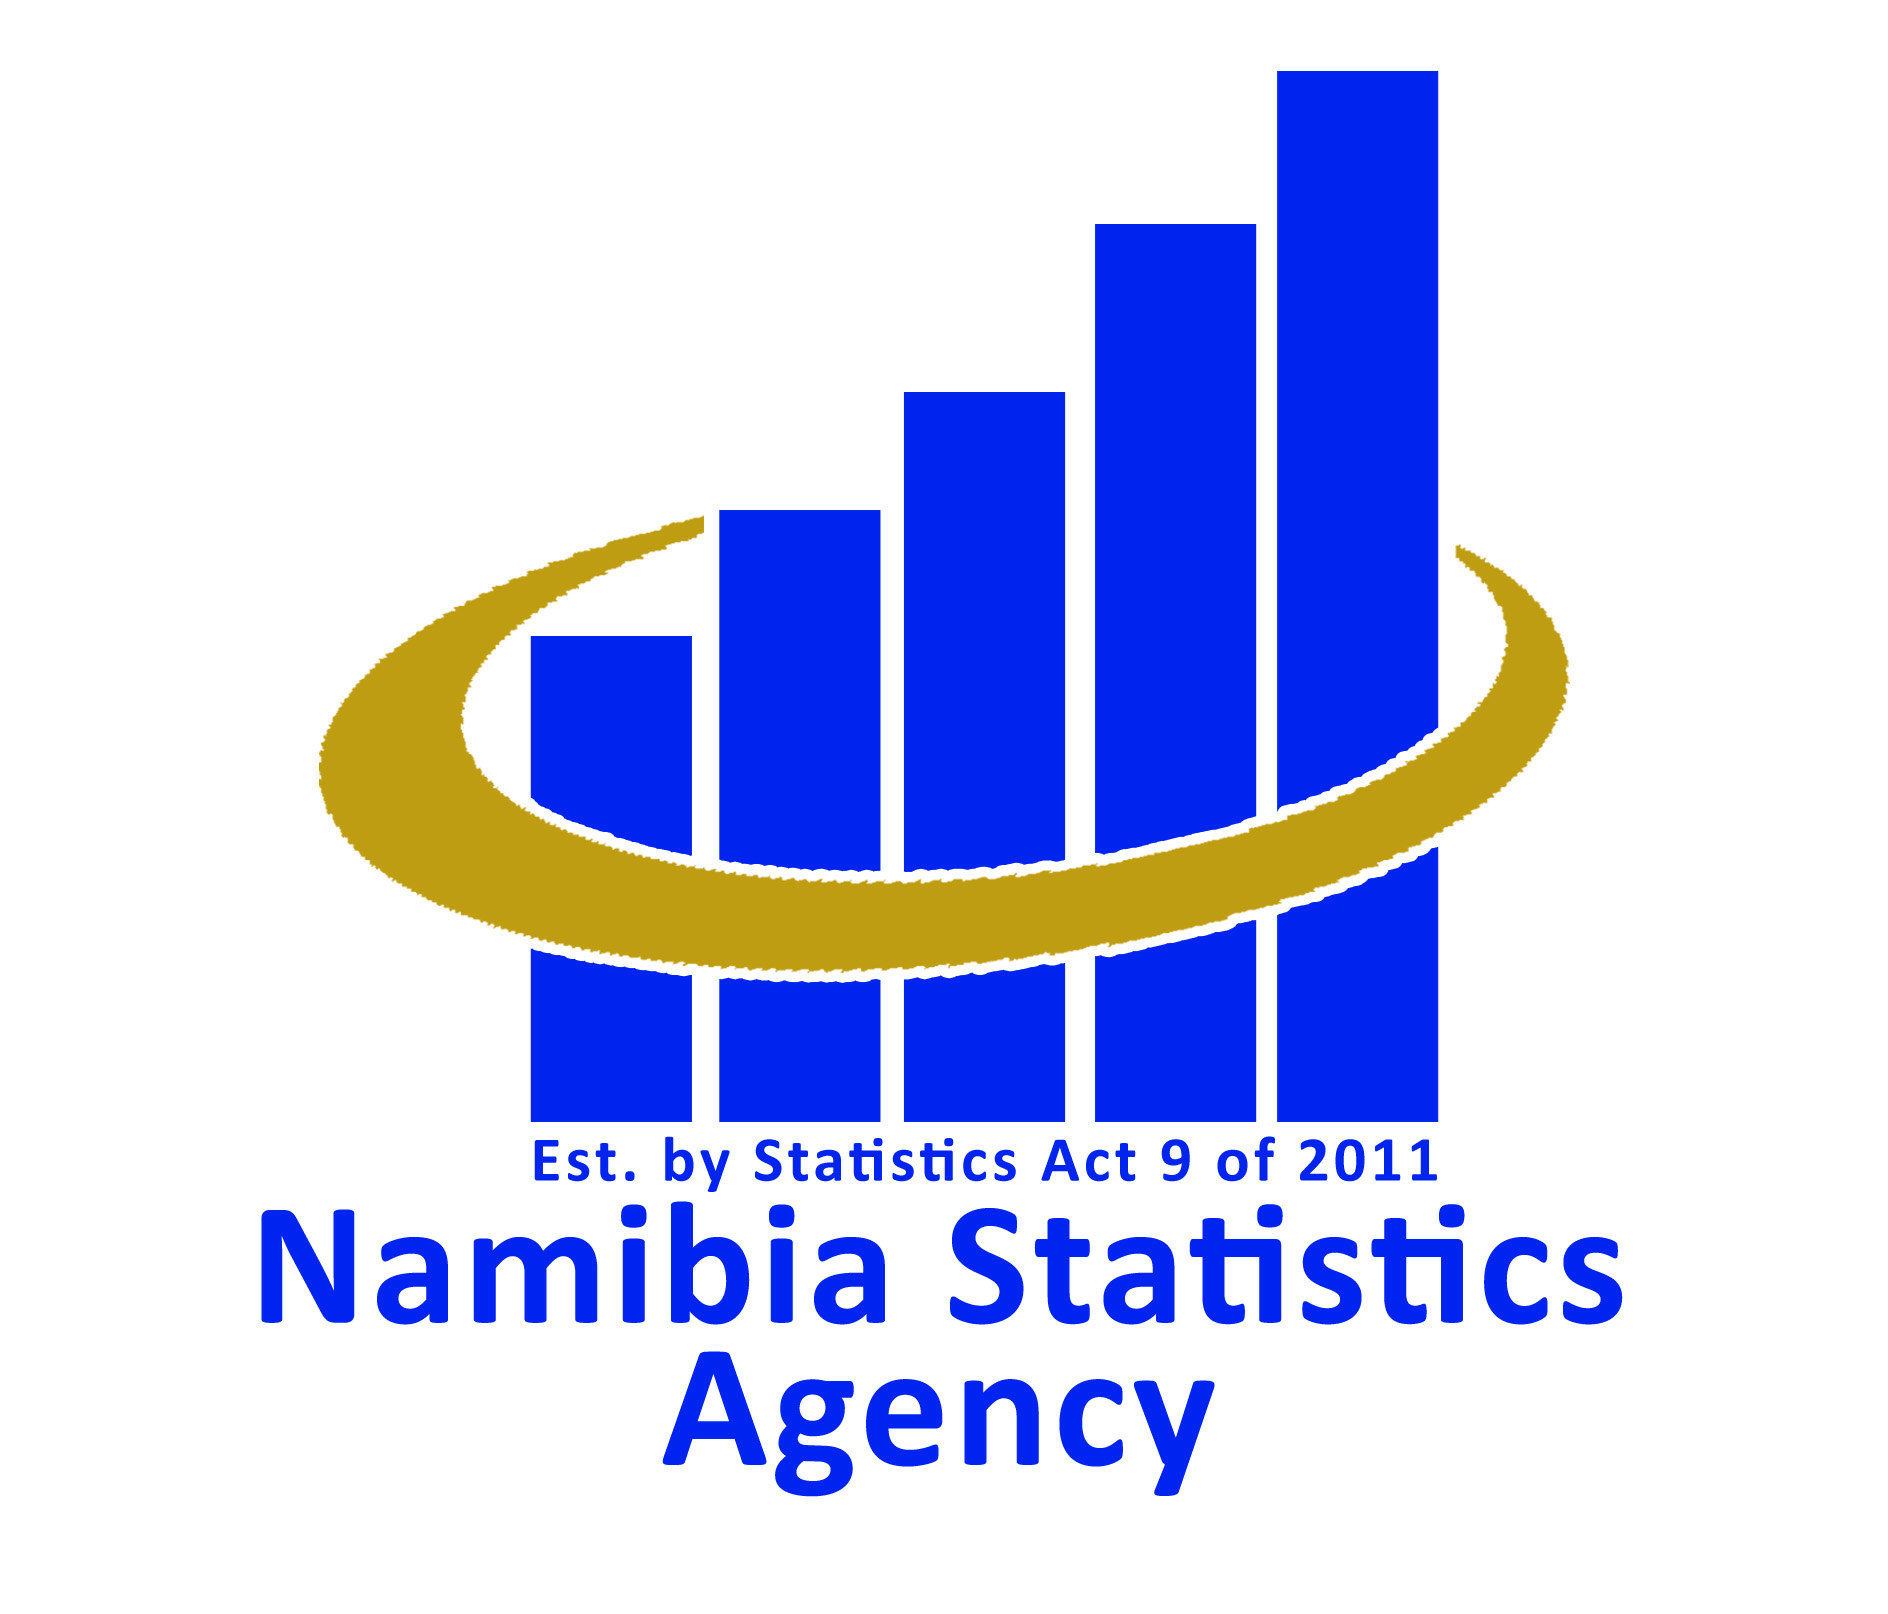 Est. by Statistics Act 9 of 2011
Namibia Statistics
Agency